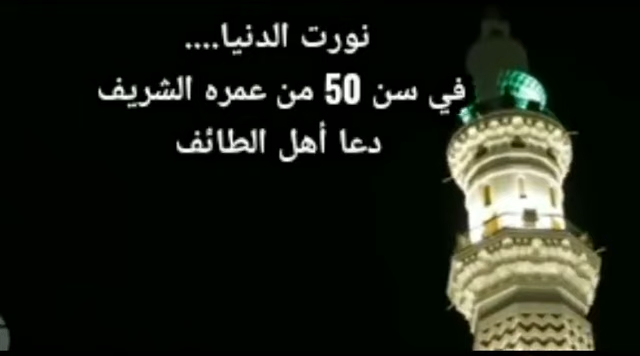 نورت الدنيا....
في سن 50 من عمره الشريف
دعا أهل الطائف